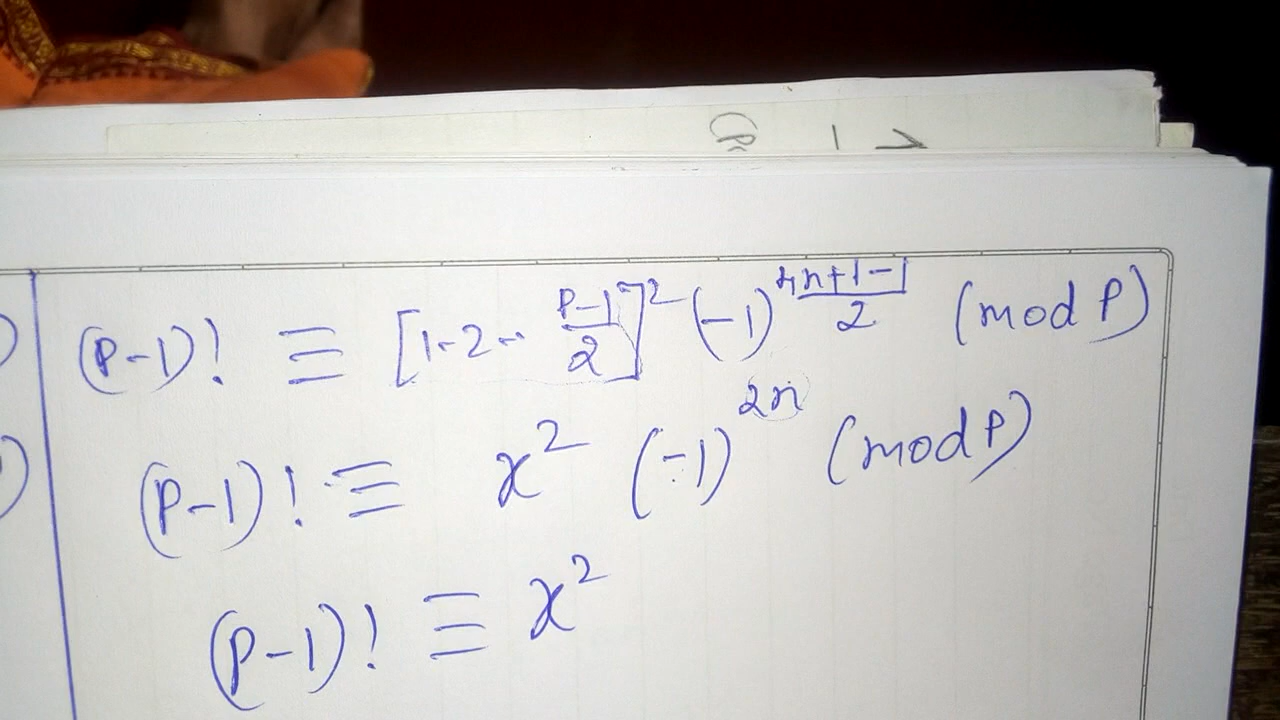 (P-1)! ≡ [1·2·· (P-1)/2]² (-1)^((4n+1-1)/2) (mod P)
(P-1)! ≡ x² (-1)^(2n) (mod P)
(P-1)! ≡ x²